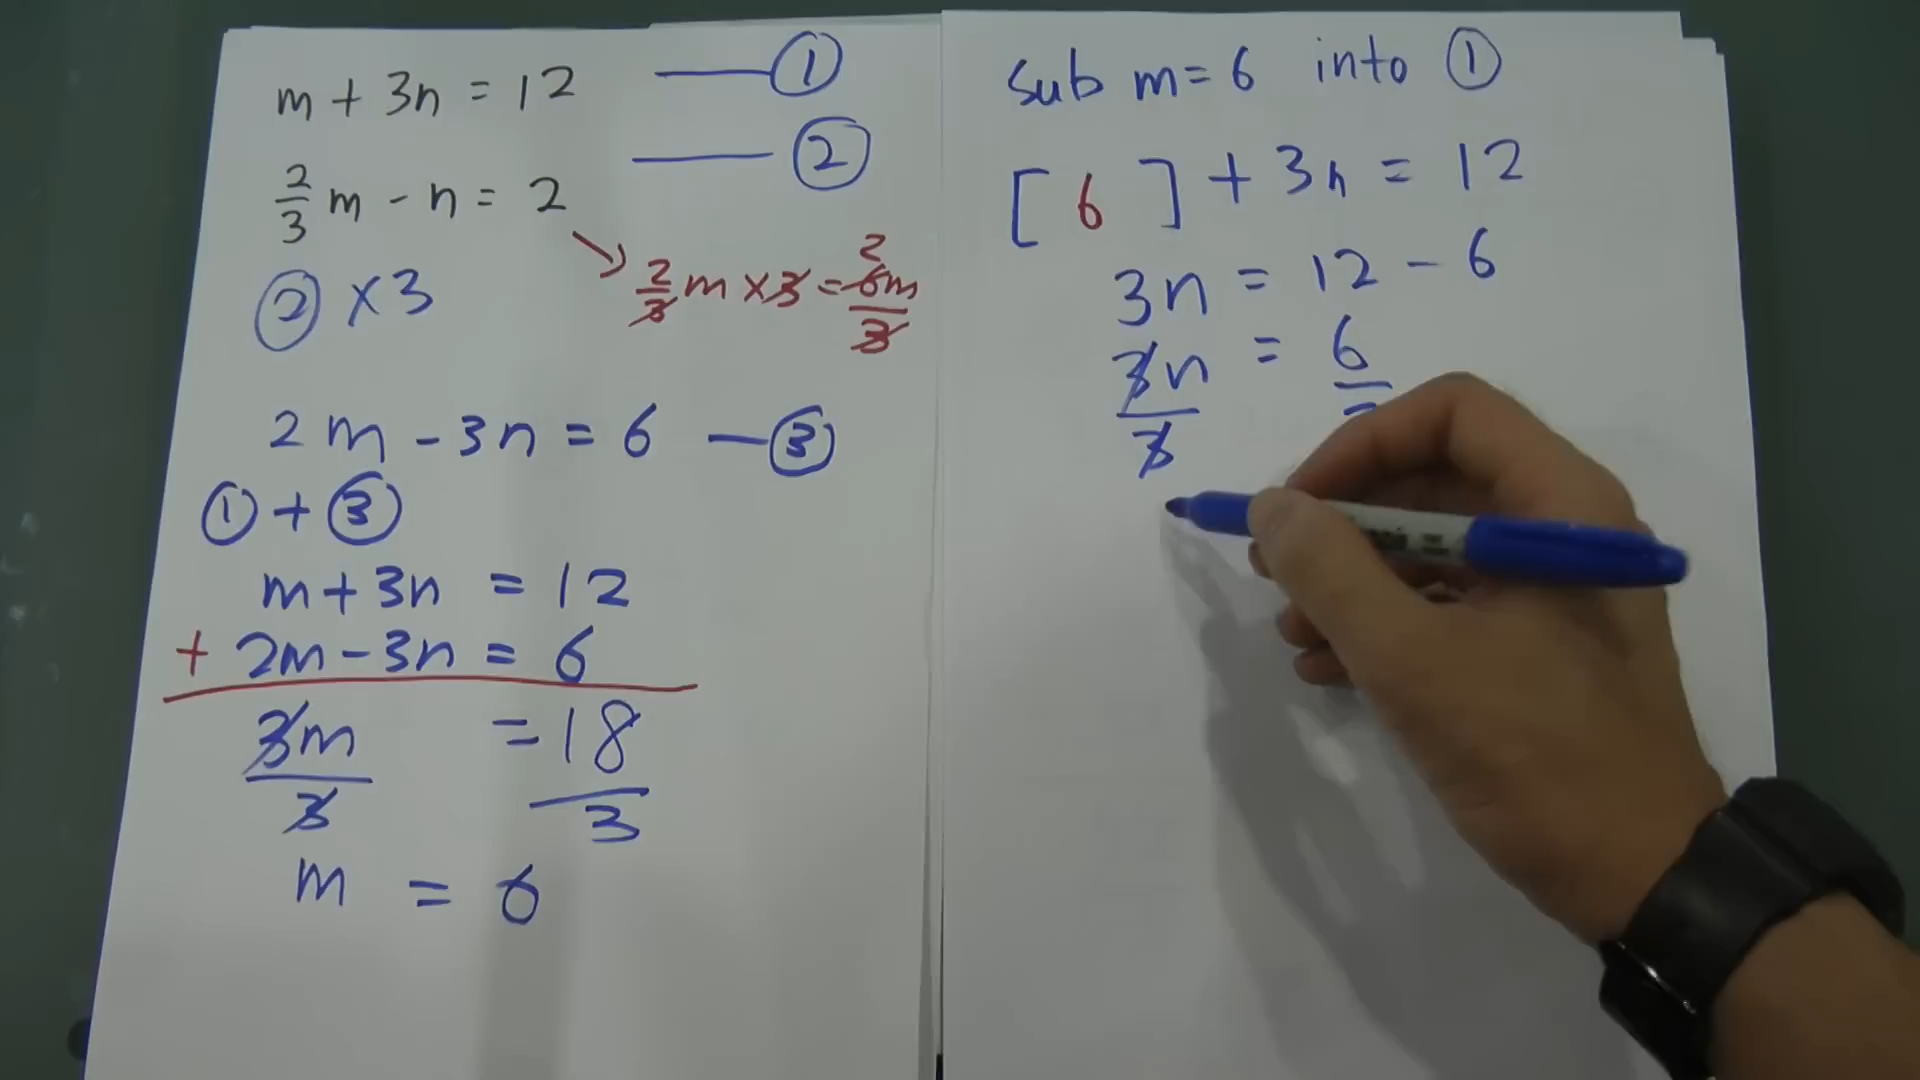 m + 3n = 12 —— ①
2/3 m - n = 2 —— ②
② × 3
2/3 m × 3 = 6m/3
2
2m - 3n = 6 — ③
① + ③
m + 3n = 12
+ 2m - 3n = 6
3m/3 = 18/3
m = 6
Sub m = 6 into ①
[ 6 ] + 3n = 12
3n = 12 - 6
3n/3 = 6